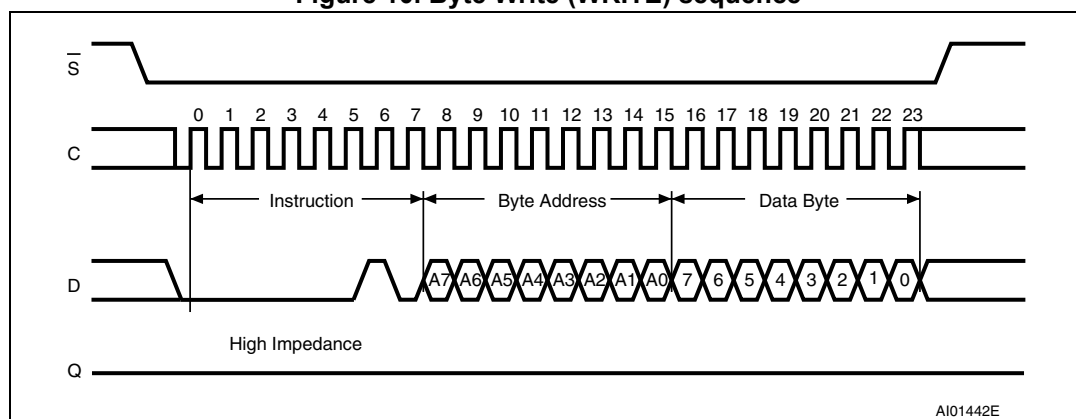 Figure 10. Byte Write (WRITE) sequence
S
0 1 2 3 4 5 6 7 8 9 10 11 12 13 14 15 16 17 18 19 20 21 22 23
C
Instruction Byte Address Data Byte
D A7 A6 A5 A4 A3 A2 A1 A0 7 6 5 4 3 2 1 0
High Impedance
Q
AI01442E